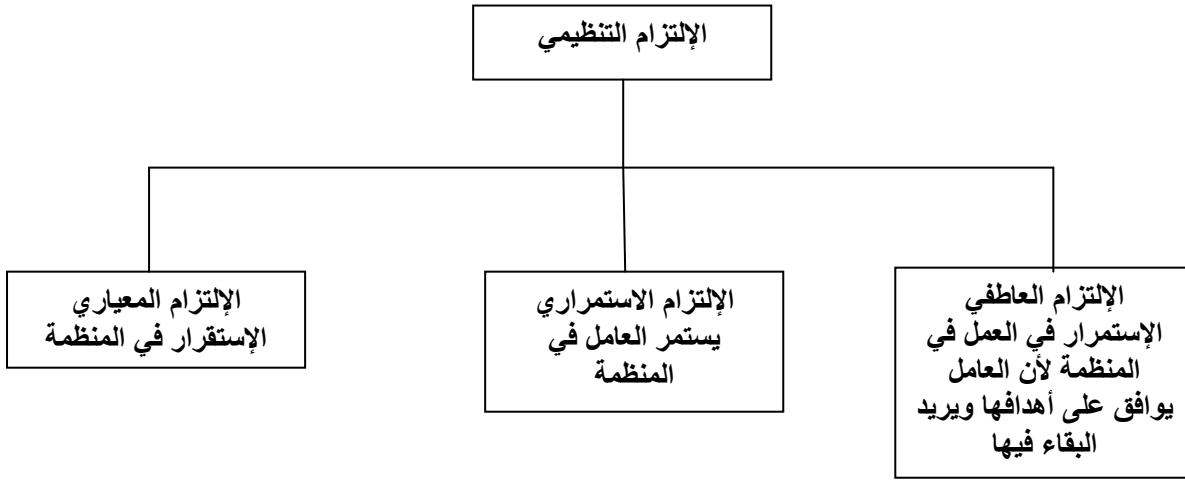 الإلتزام التنظيمي
الإلتزام العاطفي
الإستمرار في العمل في
المنظمة لأن العامل
يوافق على أهدافها ويريد
البقاء فيها
الإلتزام الاستمراري
يستمر العامل في
المنظمة
الإلتزام المعياري
الإستقرار في المنظمة